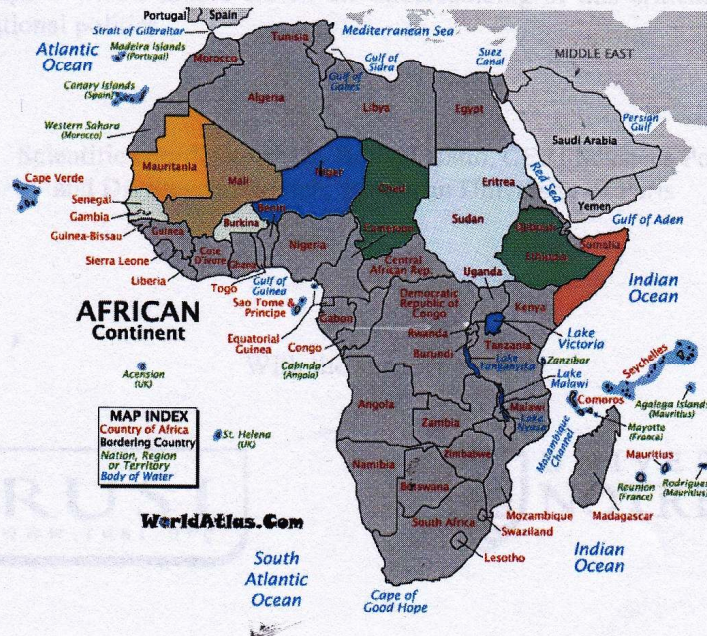 Portugal
Spain
Strait of Gibraltar
Mediterranean Sea
Atlantic
Ocean
Madeira Islands
(Portugal)
Tunisia
Morocco
Gulf of
Sidra
Gulf of
Gabes
Suez
Canal
MIDDLE EAST
Canary Islands
(Spain)
Algeria
Libya
Egypt
Persian
Gulf
Western Sahara
(Morocco)
Saudi Arabia
Red Sea
Mauritania
Mali
Niger
Chad
Cape Verde
Senegal
Gambia
Guinea-Bissau
Guinea
Burkina
Benin
Sudan
Eritrea
Yemen
Gulf of Aden
Djibouti
Somalia
Ethiopia
Sierra Leone
Cote
D'ivore
Ghana
Nigeria
Cameroon
Central
African Rep.
Liberia
Togo
Gulf of
Guinea
Uganda
Indian
Ocean
AFRICAN
Continent
Sao Tome &
Principe
Gabon
Democratic
Republic of
Congo
Kenya
Equatorial
Guinea
Congo
Rwanda
Lake
Victoria
Burundi
Tanzania
Cabinda
(Angola)
Lake
Tanganyika
Zanzibar
Seychelles
Acension
(UK)
Lake
Malawi
Comoros
Agalega Islands
(Mauritius)
Angola
Malawi
Lake
Nyasa
Mayotte
(France)
MAP INDEX
Country of Africa
Bordering Country
Nation, Region
or Territory
Body of Water
St. Helena
(UK)
Zambia
Mozambique
Channel
Zimbabwe
Mauritius
Namibia
Botswana
Reunion
(France)
Rodrigues
(Mauritius)
WorldAtlas.Com
South Africa
Mozambique
Madagascar
Swaziland
Lesotho
South
Atlantic
Ocean
Indian
Ocean
Cape of
Good Hope